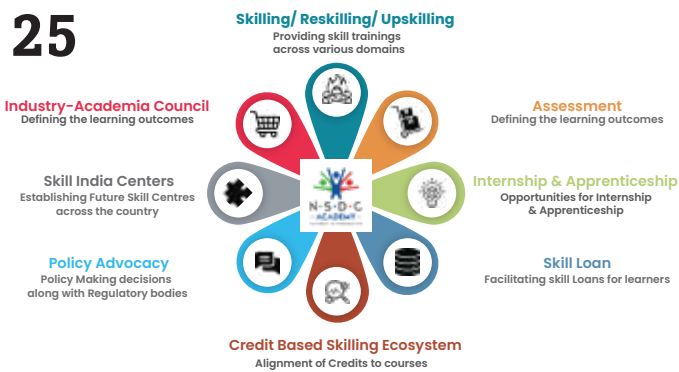 25
Skilling/ Reskilling/ Upskilling
Providing skill trainings
across various domains
Industry-Academia Council
Defining the learning outcomes
Assessment
Defining the learning outcomes
Skill India Centers
Establishing Future Skill Centres
across the country
N·S·D·C
ACADEMY
Internship & Apprenticeship
Opportunities for Internship
& Apprenticeship
Policy Advocacy
Policy Making decisions
along with Regulatory bodies
Skill Loan
Facilitating skill Loans for learners
Credit Based Skilling Ecosystem
Alignment of Credits to courses